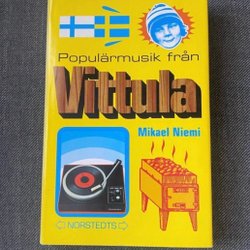 Populärmusik från
Vittula
Mikael Niemi
NORSTEDTS